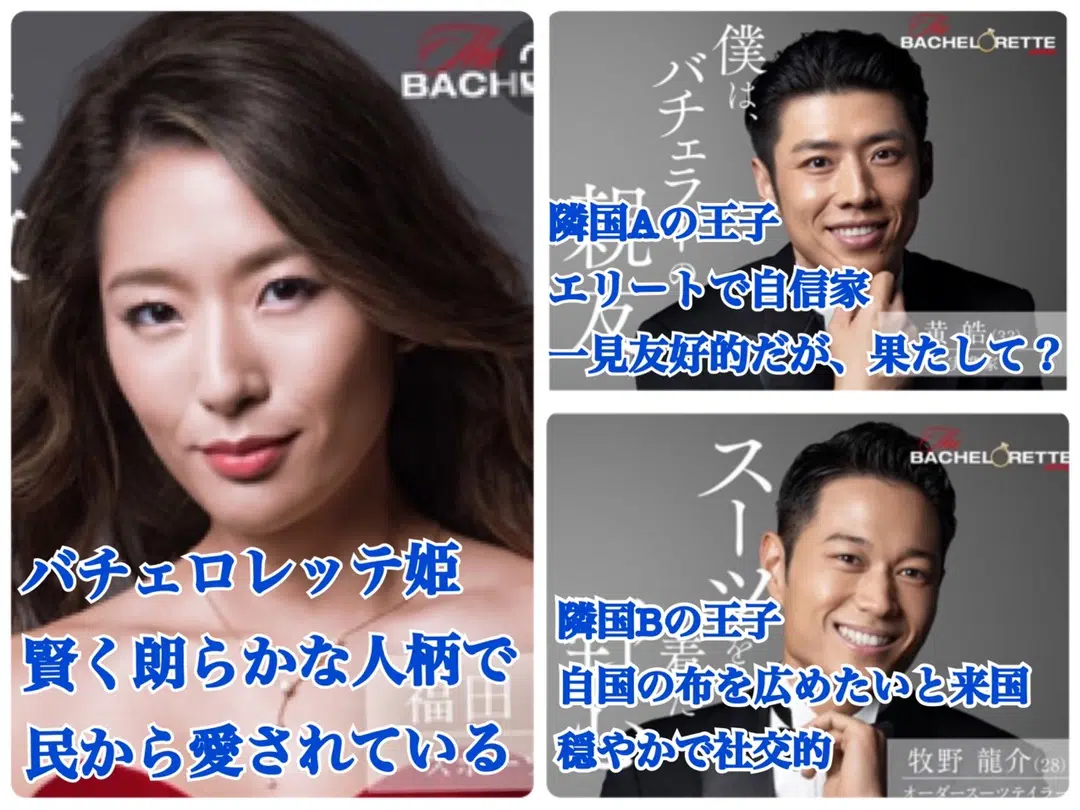 The
BACHEL
バチェロレッテ姫
賢く朗らかな人柄で
民から愛されている
福田
The
BACHELORETTE
僕は、
バチェラーの
親友
隣国Aの王子
エリートで自信家
一見友好的だが、果たして?
黄 皓(33)
The
BACHELORETTE
スーツを
着た
隣国Bの王子
自国の布を広めたいと来国
穏やかで社交的
牧野 龍介(28)
オーダースーツテイラー